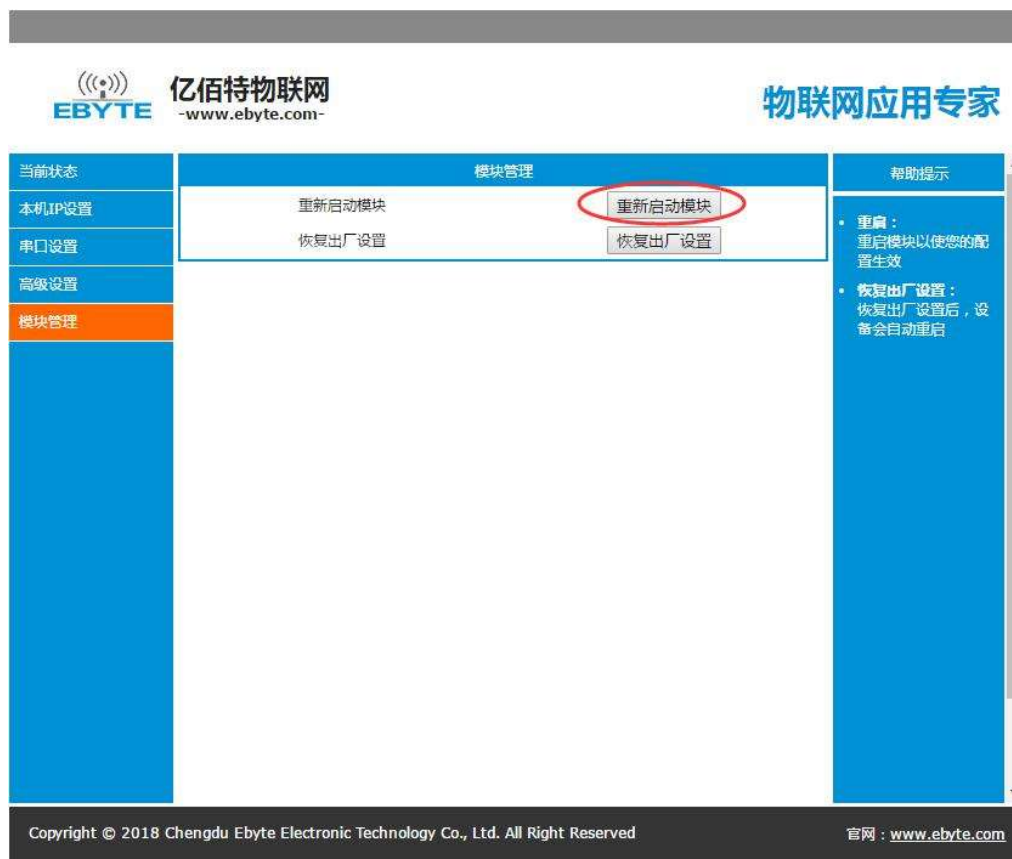 EBYTE
亿佰特物联网
-www.ebyte.com-
物联网应用专家
当前状态
本机IP设置
串口设置
高级设置
模块管理
模块管理
重新启动模块
重新启动模块
恢复出厂设置
恢复出厂设置
帮助提示
• 重启：
重启模块以使您的配
置生效
• 恢复出厂设置：
恢复出厂设置后，设
备会自动重启
Copyright © 2018 Chengdu Ebyte Electronic Technology Co., Ltd. All Right Reserved
官网：www.ebyte.com